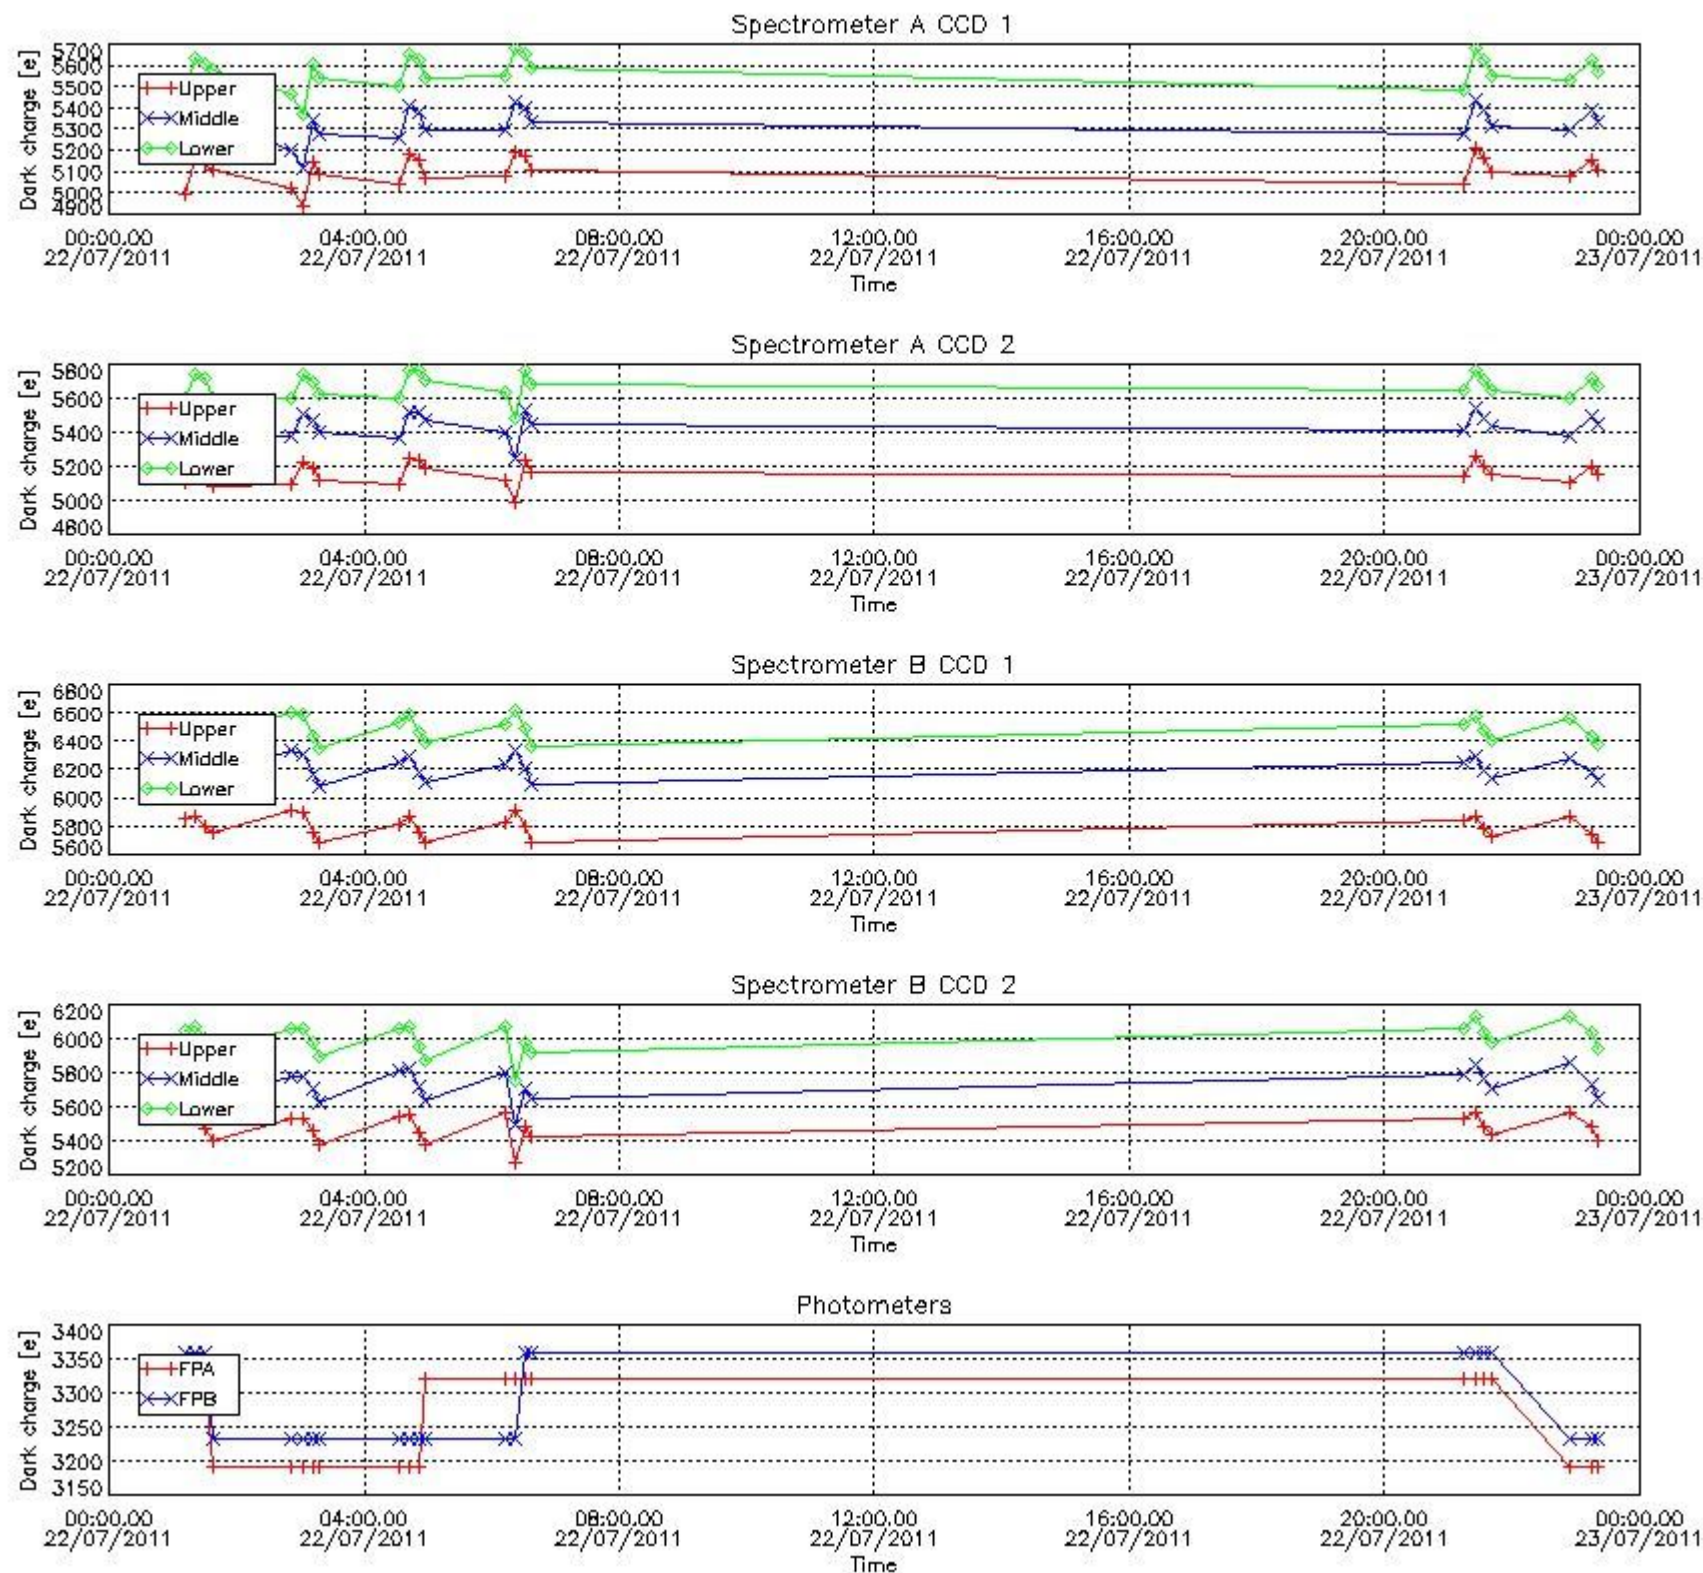 Spectrometer A CCD 1
Dark charge [e]
5700
5600
5500
5400
5300
5200
5100
5000
4900
Upper
Middle
Lower
00:00.00 04:00.00 08:00.00 12:00.00 16:00.00 20:00.00 00:00.00
22/07/2011 22/07/2011 22/07/2011 22/07/2011 22/07/2011 22/07/2011 23/07/2011
Time
Spectrometer A CCD 2
Dark charge [e]
5800
5600
5400
5200
5000
4800
Upper
Middle
Lower
00:00.00 04:00.00 08:00.00 12:00.00 16:00.00 20:00.00 00:00.00
22/07/2011 22/07/2011 22/07/2011 22/07/2011 22/07/2011 22/07/2011 23/07/2011
Time
Spectrometer B CCD 1
Dark charge [e]
6800
6600
6400
6200
6000
5800
5600
Upper
Middle
Lower
00:00.00 04:00.00 08:00.00 12:00.00 16:00.00 20:00.00 00:00.00
22/07/2011 22/07/2011 22/07/2011 22/07/2011 22/07/2011 22/07/2011 23/07/2011
Time
Spectrometer B CCD 2
Dark charge [e]
6200
6000
5800
5600
5400
5200
Upper
Middle
Lower
00:00.00 04:00.00 08:00.00 12:00.00 16:00.00 20:00.00 00:00.00
22/07/2011 22/07/2011 22/07/2011 22/07/2011 22/07/2011 22/07/2011 23/07/2011
Time
Photometers
Dark charge [e]
3400
3350
3300
3250
3200
3150
FPA
FPB
00:00.00 04:00.00 08:00.00 12:00.00 16:00.00 20:00.00 00:00.00
22/07/2011 22/07/2011 22/07/2011 22/07/2011 22/07/2011 22/07/2011 23/07/2011
Time